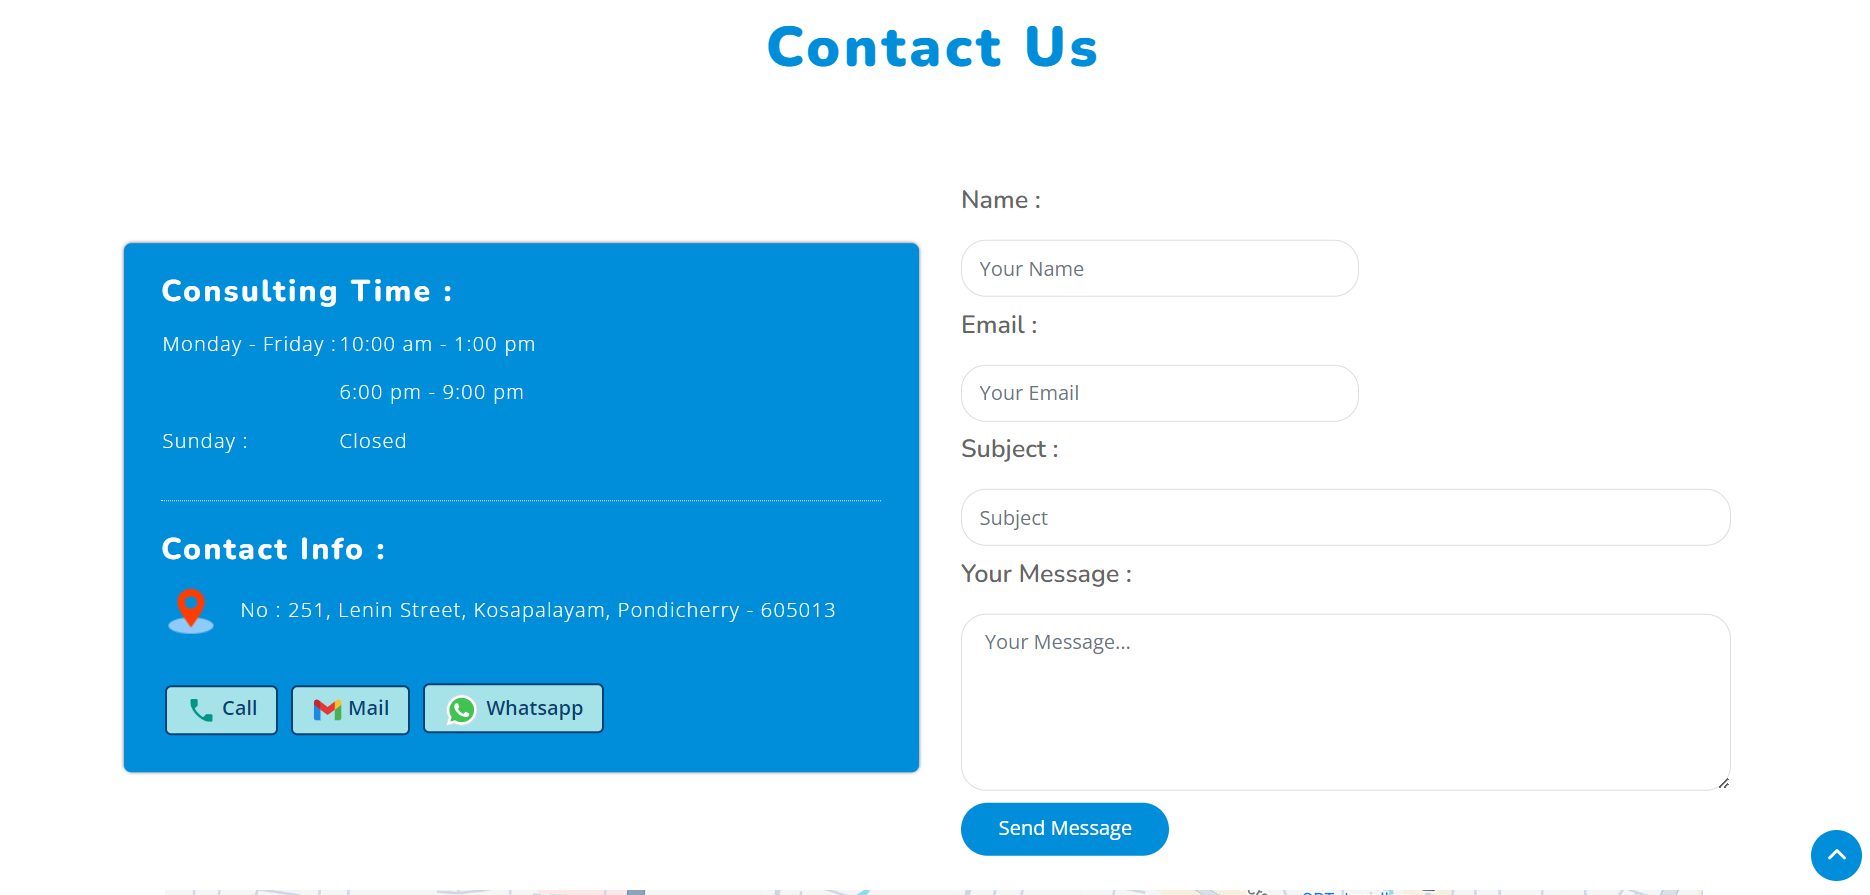 Contact Us
Consulting Time :
Monday - Friday : 10:00 am - 1:00 pm
6:00 pm - 9:00 pm
Sunday : Closed
Contact Info :
No : 251, Lenin Street, Kosapalayam, Pondicherry - 605013
Call Mail Whatsapp
Name :
Your Name
Email :
Your Email
Subject :
Subject
Your Message :
Your Message...
Send Message